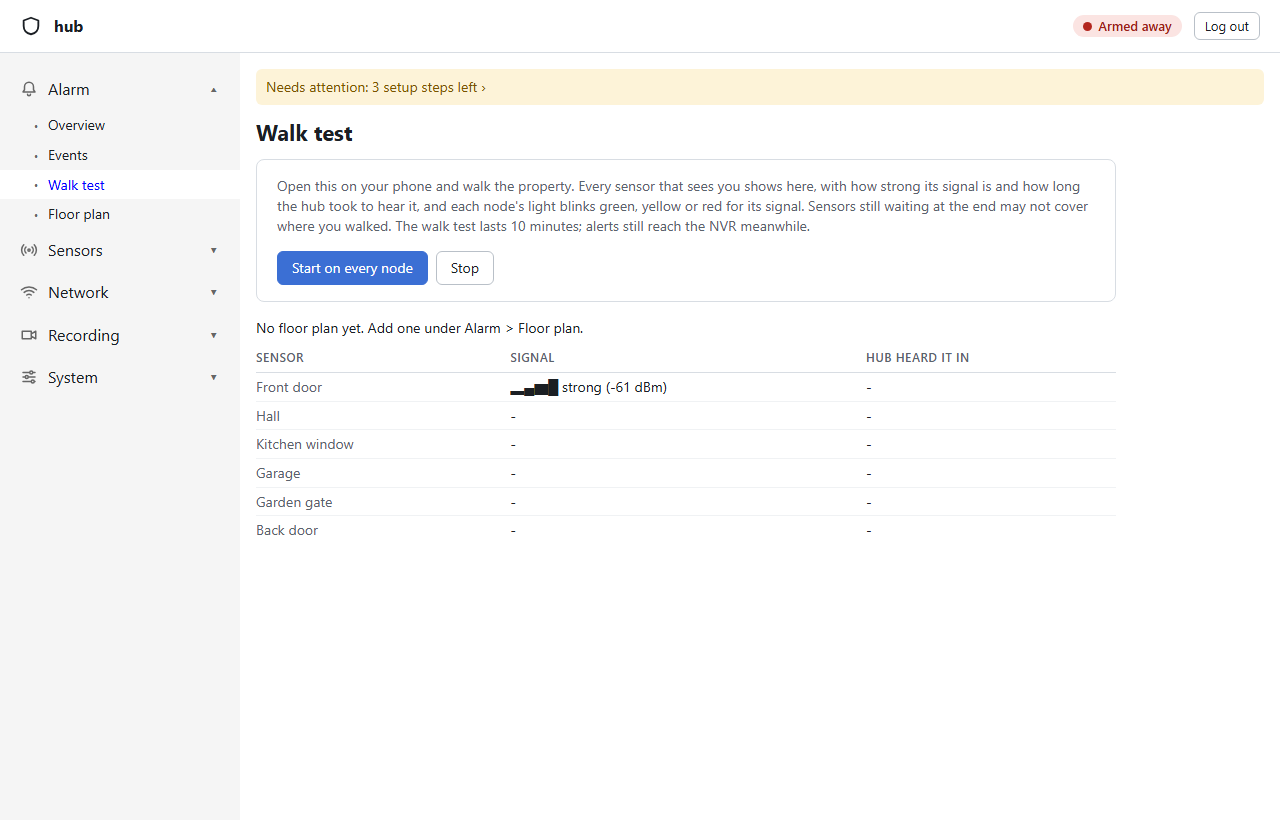 hub
Armed away
Log out
Alarm
Overview
Events
Walk test
Floor plan
Sensors
Network
Recording
System
Needs attention: 3 setup steps left ›
Walk test
Open this on your phone and walk the property. Every sensor that sees you shows here, with how strong its signal is and how long
the hub took to hear it, and each node's light blinks green, yellow or red for its signal. Sensors still waiting at the end may not cover
where you walked. The walk test lasts 10 minutes; alerts still reach the NVR meanwhile.
Start on every node
Stop
No floor plan yet. Add one under Alarm > Floor plan.
SENSOR SIGNAL HUB HEARD IT IN
Front door strong (-61 dBm) -
Hall - -
Kitchen window - -
Garage - -
Garden gate - -
Back door - -